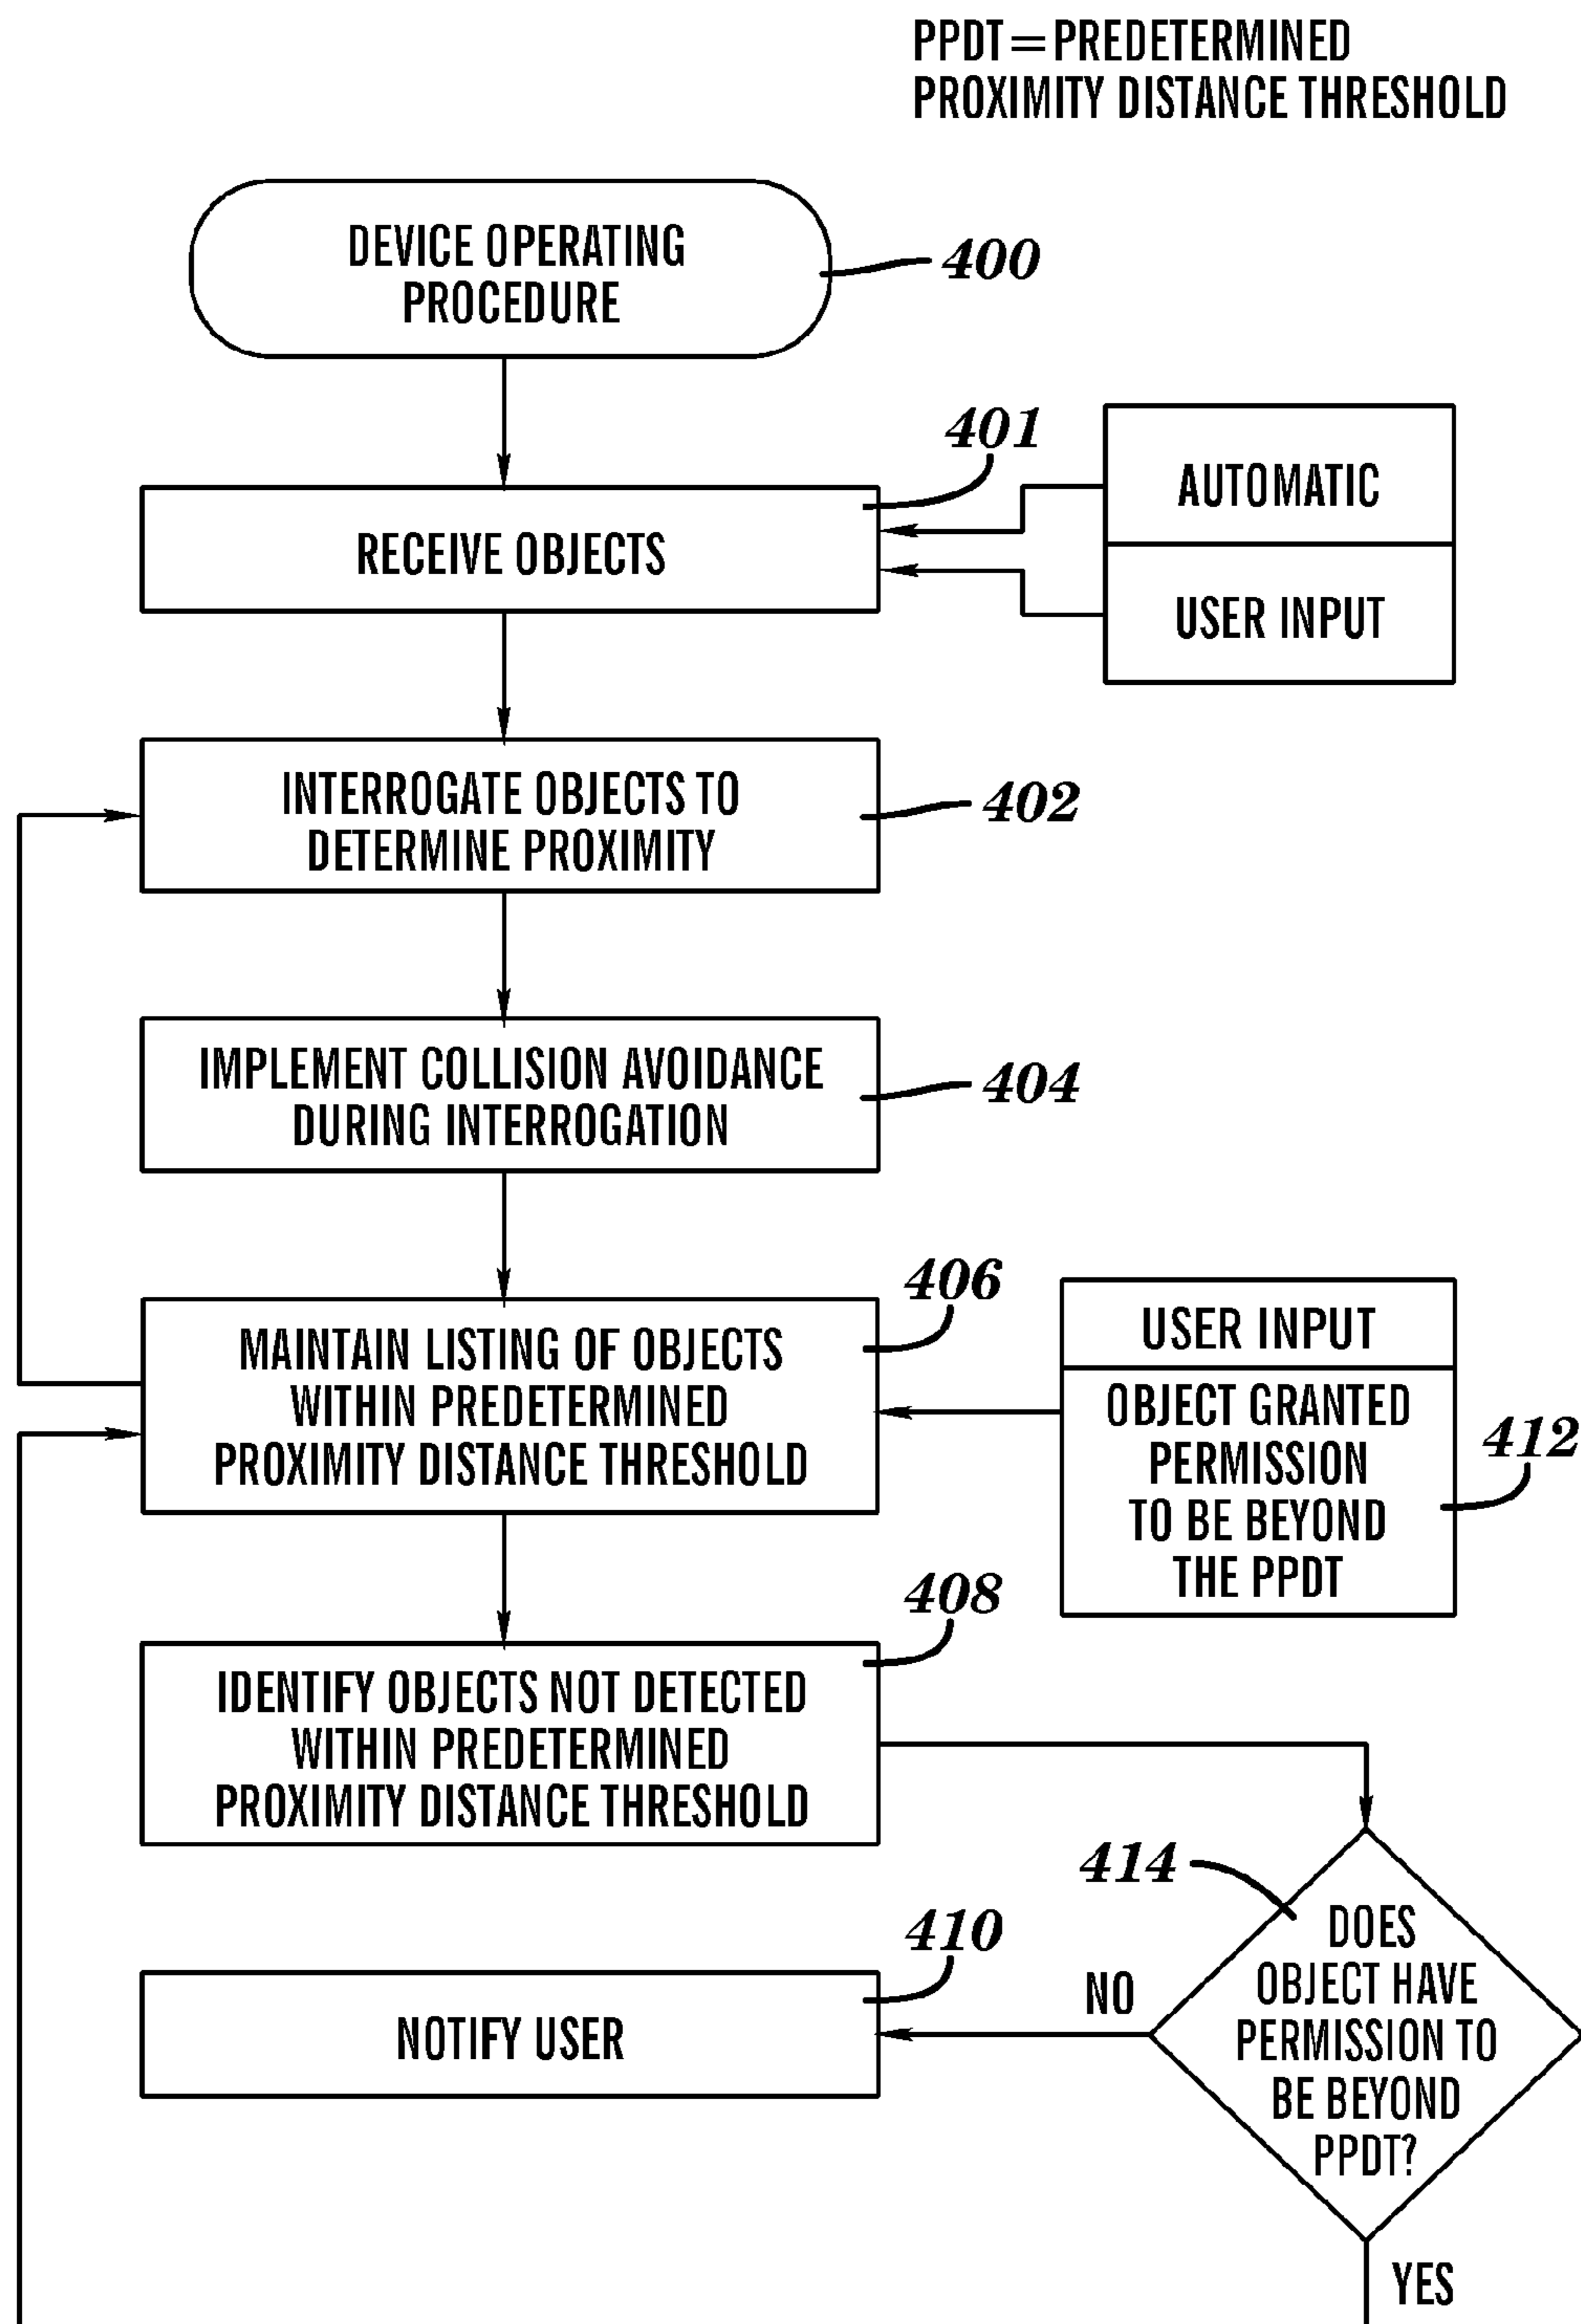 PPDT=PREDETERMINED
PROXIMITY DISTANCE THRESHOLD
DEVICE OPERATING
PROCEDURE
400
401
AUTOMATIC
RECEIVE OBJECTS
USER INPUT
INTERROGATE OBJECTS TO
DETERMINE PROXIMITY
402
IMPLEMENT COLLISION AVOIDANCE
DURING INTERROGATION
404
406
MAINTAIN LISTING OF OBJECTS
WITHIN PREDETERMINED
PROXIMITY DISTANCE THRESHOLD
USER INPUT
OBJECT GRANTED
PERMISSION
TO BE BEYOND
THE PPDT
412
408
IDENTIFY OBJECTS NOT DETECTED
WITHIN PREDETERMINED
PROXIMITY DISTANCE THRESHOLD
414
DOES
OBJECT HAVE
PERMISSION TO
BE BEYOND
PPDT?
410
NO
NOTIFY USER
YES